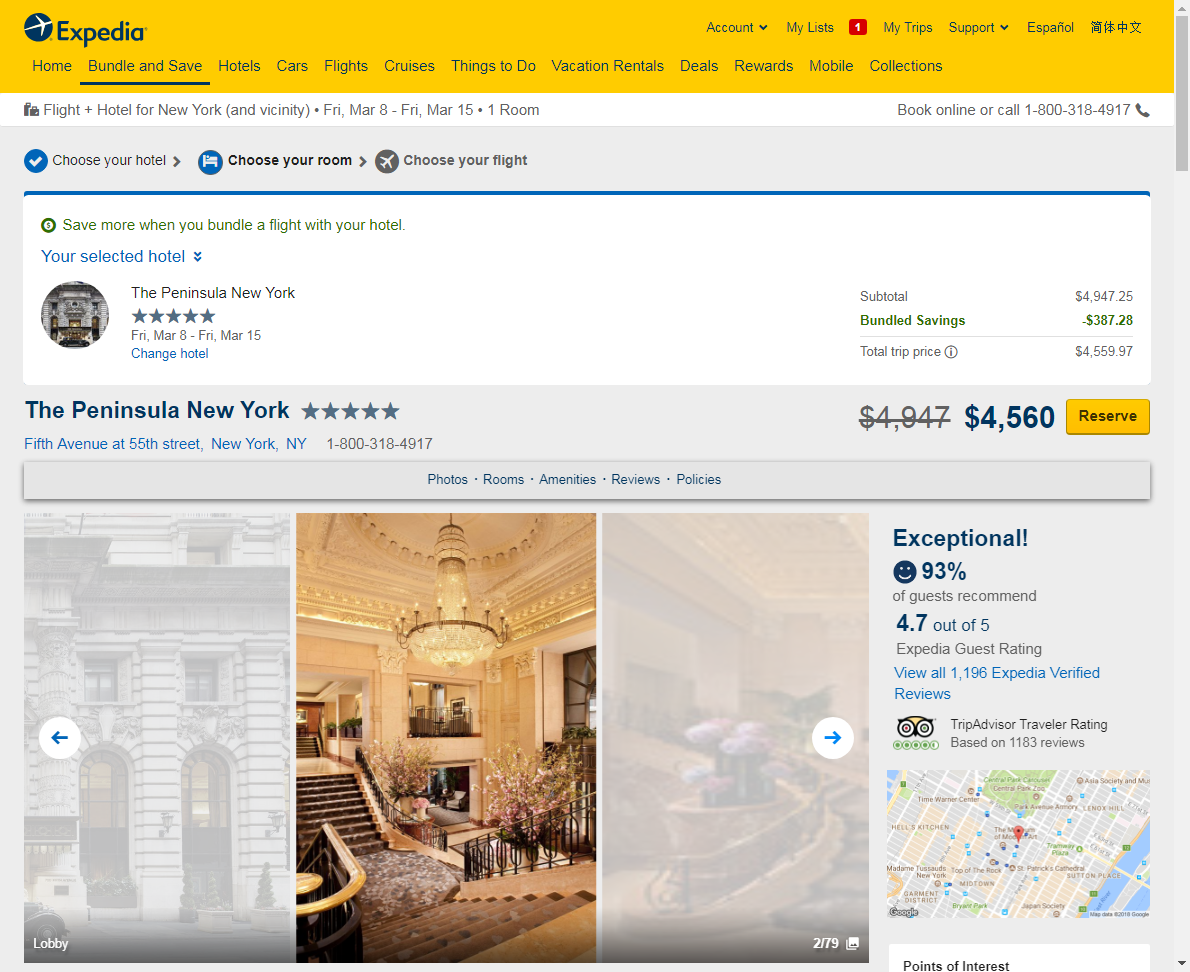 Expedia
Account
My Lists
1
My Trips
Support
Español
简体中文
Home
Bundle and Save
Hotels
Cars
Flights
Cruises
Things to Do
Vacation Rentals
Deals
Rewards
Mobile
Collections
Flight + Hotel for New York (and vicinity) • Fri, Mar 8 - Fri, Mar 15 • 1 Room
Book online or call 1-800-318-4917
Choose your hotel
Choose your room
Choose your flight
Save more when you bundle a flight with your hotel.
Your selected hotel
The Peninsula New York
Fri, Mar 8 - Fri, Mar 15
Change hotel
Subtotal $4,947.25
Bundled Savings -$387.28
Total trip price $4,559.97
The Peninsula New York
$4,947 $4,560
Reserve
Fifth Avenue at 55th street, New York, NY 1-800-318-4917
Photos · Rooms · Amenities · Reviews · Policies
Lobby
2/79
Exceptional!
93%
of guests recommend
4.7 out of 5
Expedia Guest Rating
View all 1,196 Expedia Verified
Reviews
TripAdvisor Traveler Rating
Based on 1183 reviews
Central Park Carousel
Central Park Zoo
Asia Society and Mus
Time Warner Center
Park Avenue Armory
LENOX HILL
HELL'S KITCHEN
The Museum
of Modern Art
Tramway
Plaza
Madame Tussauds
New York
Top of The Rock
St. Patrick's Cathedral
SUTTON PLACE
MIDTOWN
GARMENT
DISTRICT
Bryant Park
Japan Society
Google
Map data ©2018 Google
Points of Interest